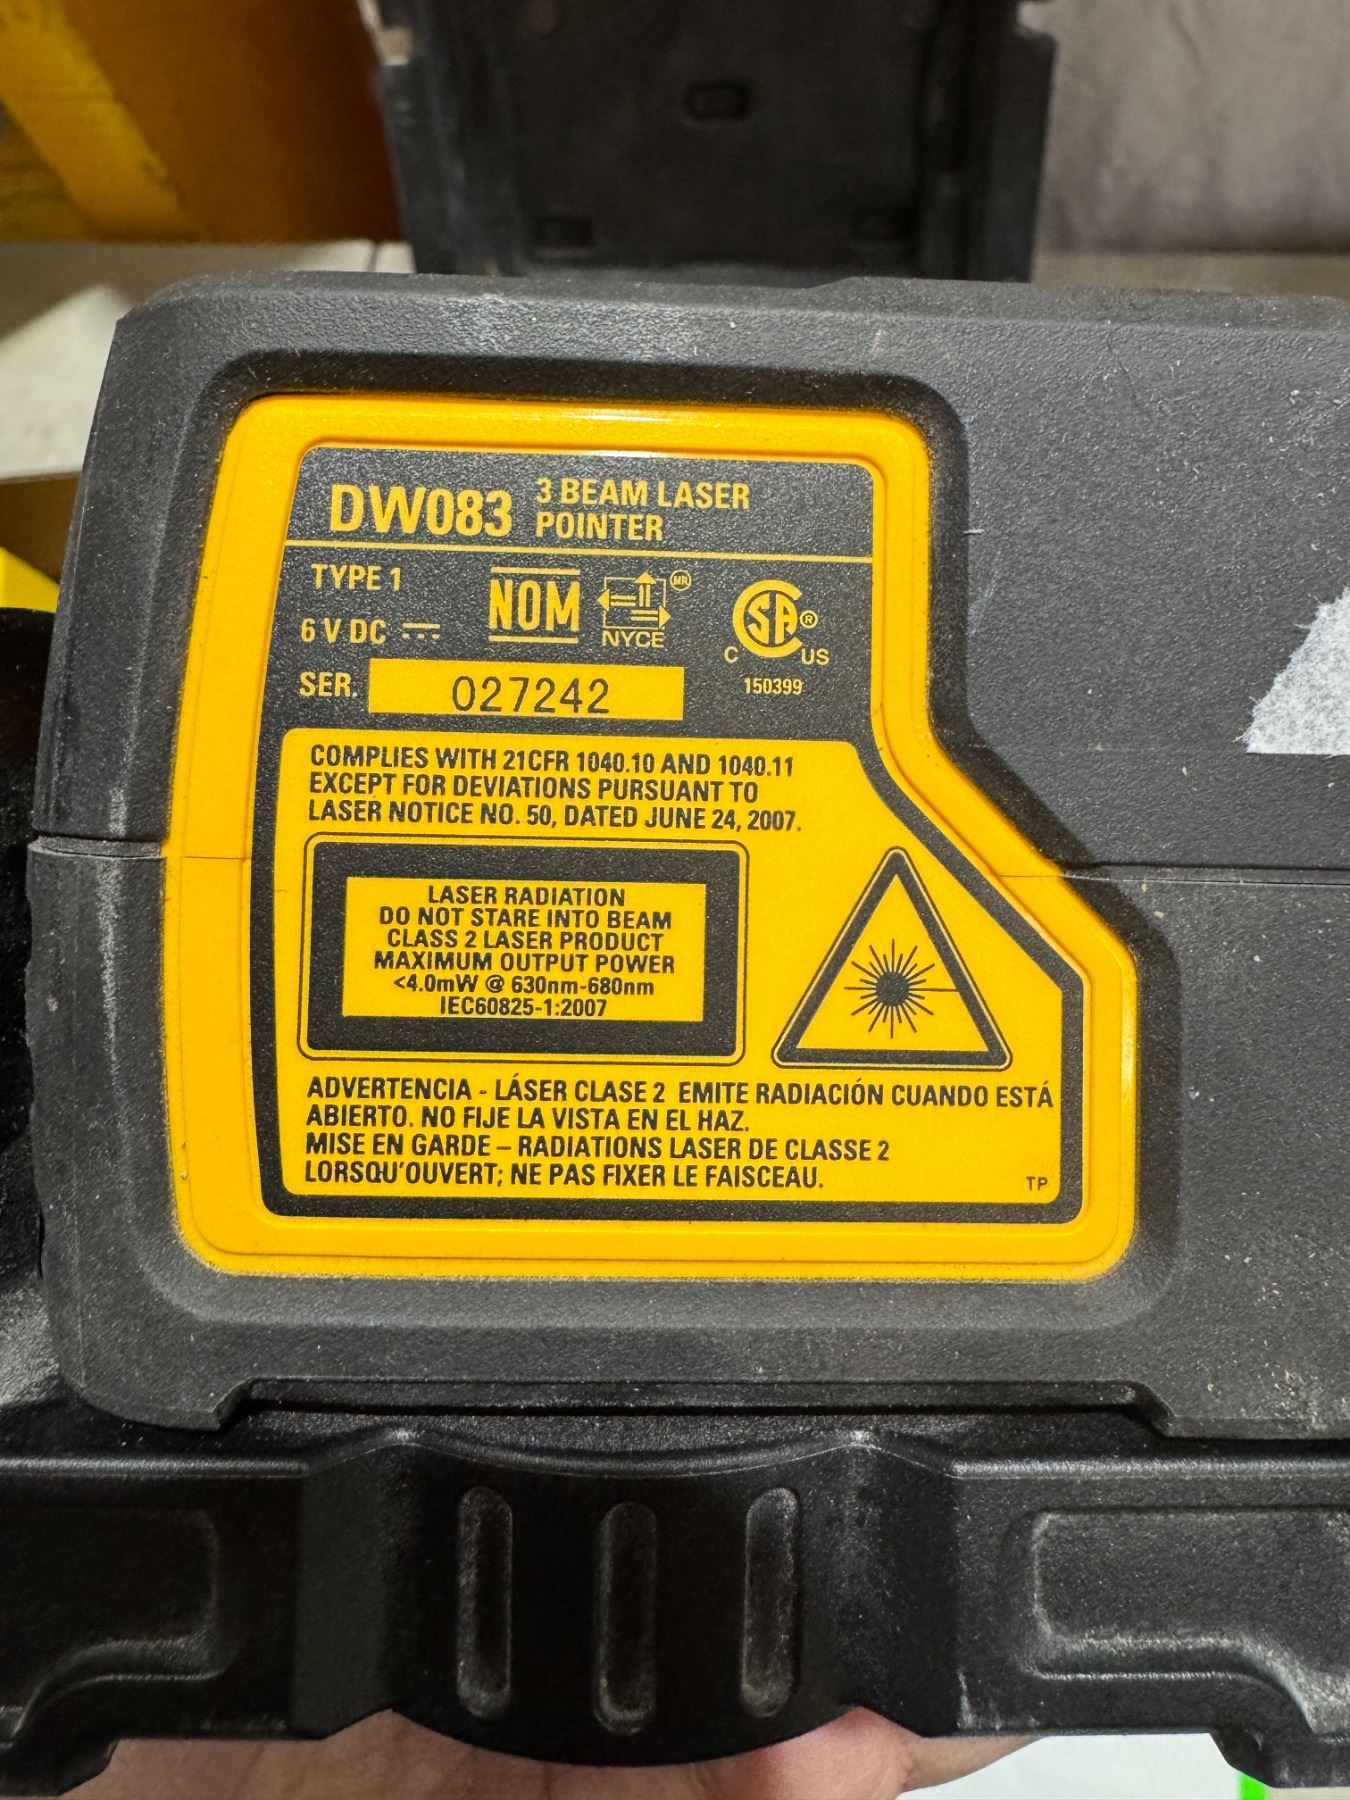 DW083 3 BEAM LASER
POINTER
TYPE 1
6 V DC
NOM
MR
NYCE
CSA®
C US
150399
SER. 027242
COMPLIES WITH 21CFR 1040.10 AND 1040.11
EXCEPT FOR DEVIATIONS PURSUANT TO
LASER NOTICE NO. 50, DATED JUNE 24, 2007.
LASER RADIATION
DO NOT STARE INTO BEAM
CLASS 2 LASER PRODUCT
MAXIMUM OUTPUT POWER
<4.0mW @ 630nm-680nm
IEC60825-1:2007
ADVERTENCIA - LÁSER CLASE 2 EMITE RADIACIÓN CUANDO ESTÁ
ABIERTO. NO FIJE LA VISTA EN EL HAZ.
MISE EN GARDE – RADIATIONS LASER DE CLASSE 2
LORSQU'OUVERT; NE PAS FIXER LE FAISCEAU.
TP